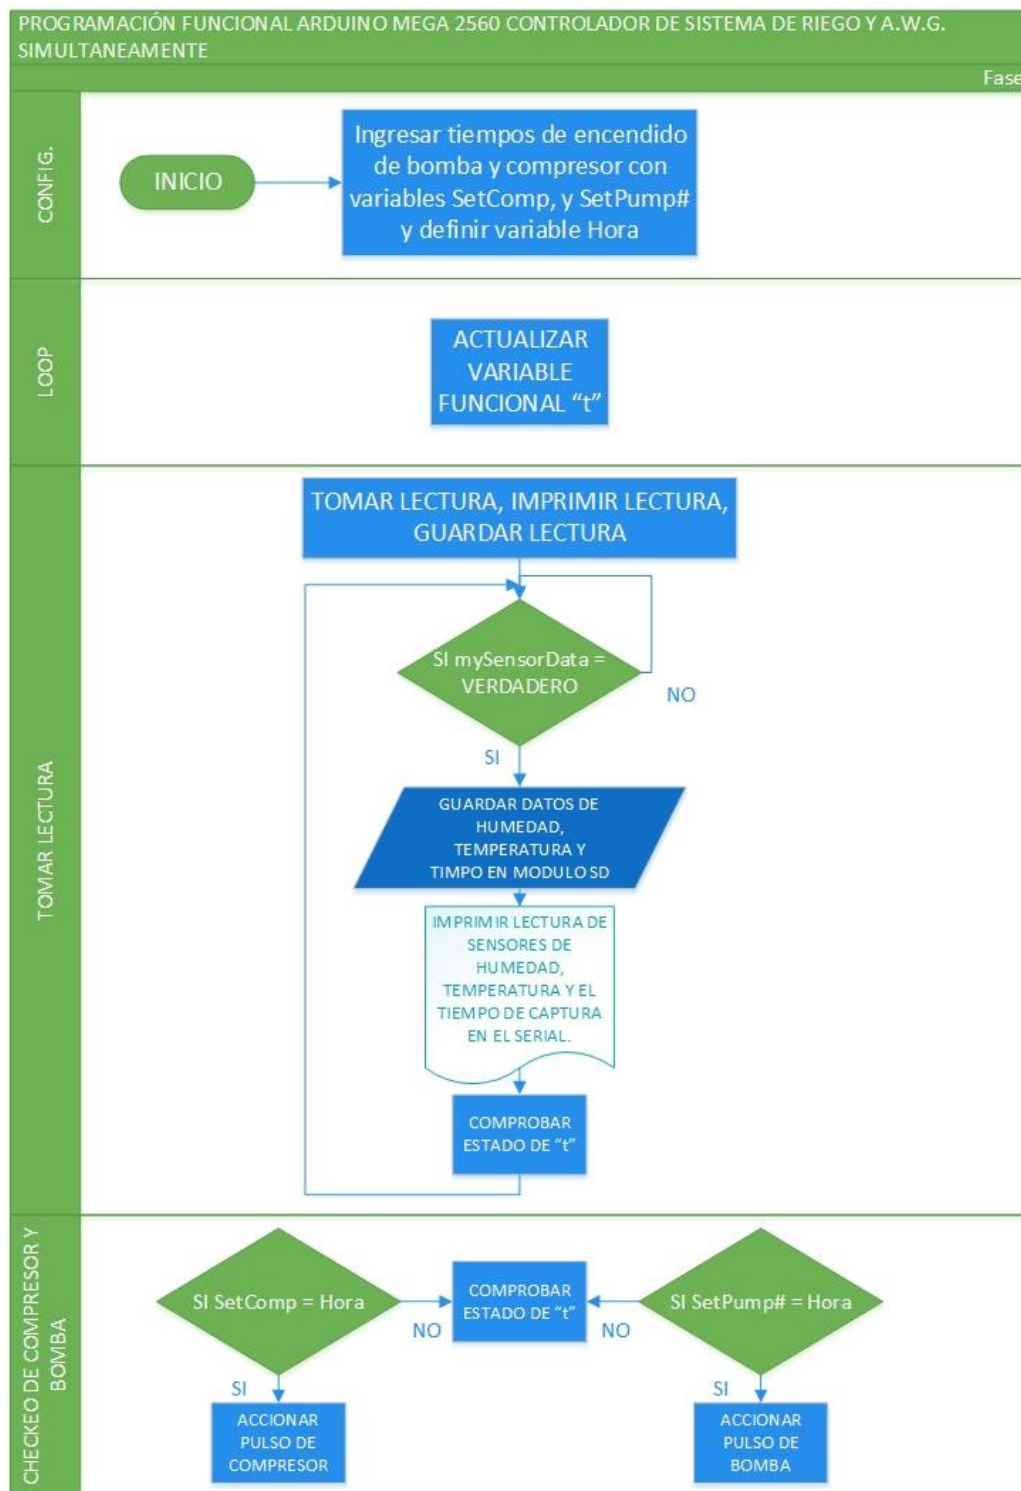 PROGRAMACIÓN FUNCIONAL ARDUINO MEGA 2560 CONTROLADOR DE SISTEMA DE RIEGO Y A.W.G.
SIMULTANEAMENTE
Fase
CONFIG.
INICIO
Ingresar tiempos de encendido
de bomba y compresor con
variables SetComp, y SetPump#
y definir variable Hora
LOOP
ACTUALIZAR
VARIABLE
FUNCIONAL “t”
TOMAR LECTURA
TOMAR LECTURA, IMPRIMIR LECTURA,
GUARDAR LECTURA
SI mySensorData =
VERDADERO
NO
SI
GUARDAR DATOS DE
HUMEDAD,
TEMPERATURA Y
TIMPO EN MODULO SD
IMPRIMIR LECTURA DE
SENSORES DE
HUMEDAD,
TEMPERATURA Y EL
TIEMPO DE CAPTURA
EN EL SERIAL.
COMPROBAR
ESTADO DE “t”
CHECKEO DE COMPRESOR Y
BOMBA
SI SetComp = Hora
NO
COMPROBAR
ESTADO DE “t”
NO
SI SetPump# = Hora
SI
ACCIONAR
PULSO DE
COMPRESOR
SI
ACCIONAR
PULSO DE
BOMBA